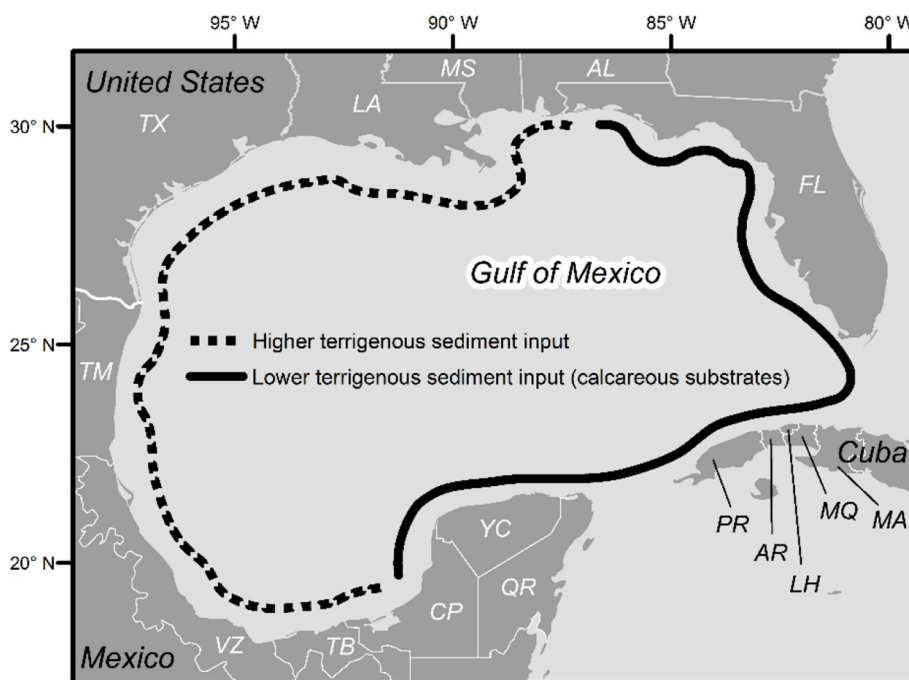 95° W 90° W 85° W 80° W
United States
MS AL
LA
TX
30° N
FL
Gulf of Mexico
25° N
Higher terrigenous sediment input
TM
Lower terrigenous sediment input (calcareous substrates)
Cuba
PR AR LH MQ MA
20° N
YC
QR
CP
VZ TB
Mexico